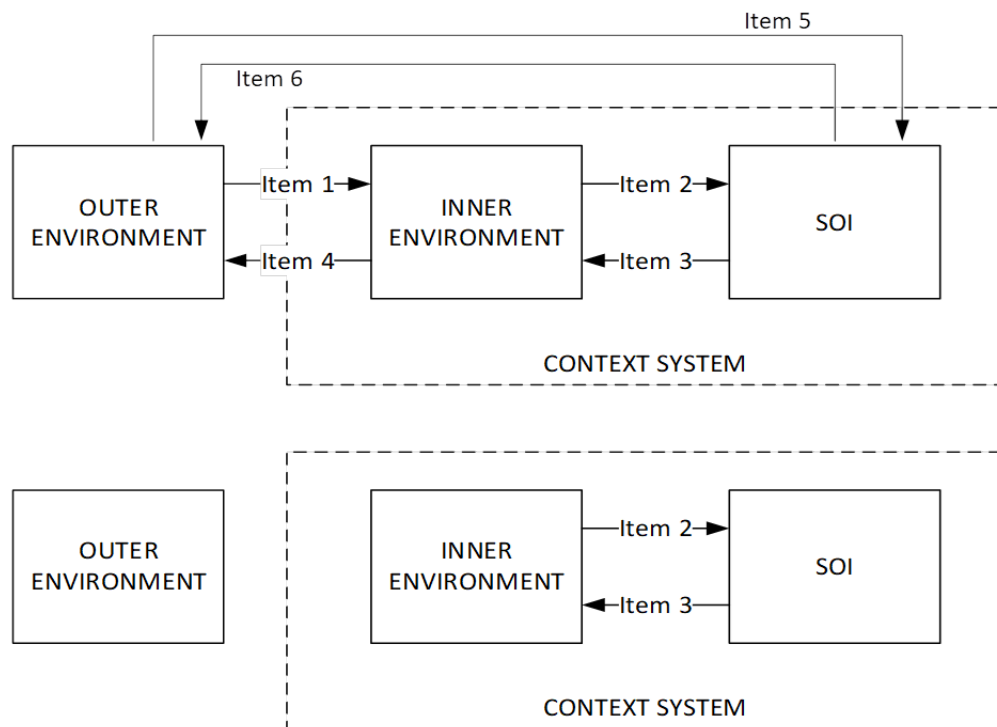 Item 5
Item 6
OUTER
ENVIRONMENT
Item 1
Item 4
INNER
ENVIRONMENT
Item 2
Item 3
SOI
CONTEXT SYSTEM
OUTER
ENVIRONMENT
INNER
ENVIRONMENT
Item 2
Item 3
SOI
CONTEXT SYSTEM